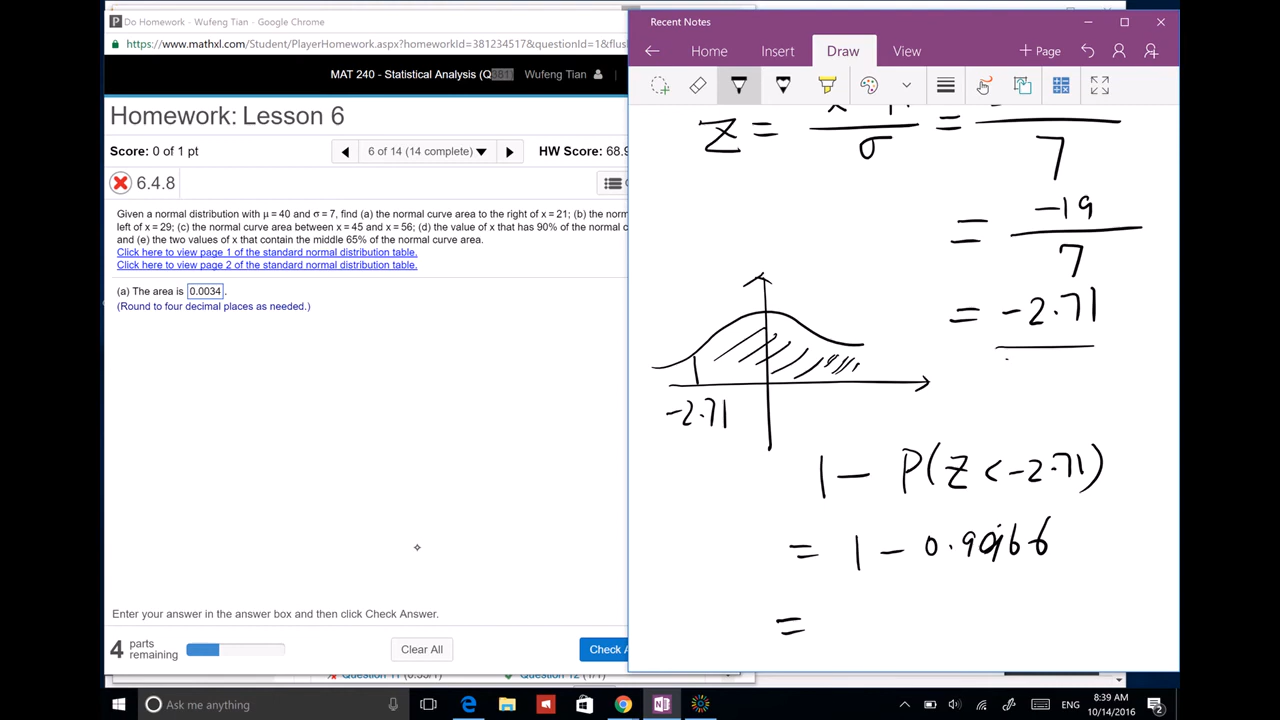 Do Homework - Wufeng Tian - Google Chrome
https://www.mathxl.com/Student/PlayerHomework.aspx?homeworkId=381234517&questionId=1&flus
MAT 240 - Statistical Analysis (Q3811) Wufeng Tian
Homework: Lesson 6
Score: 0 of 1 pt 6 of 14 (14 complete) HW Score: 68.9
6.4.8
Given a normal distribution with μ = 40 and σ = 7, find (a) the normal curve area to the right of x = 21; (b) the norm
left of x = 29; (c) the normal curve area between x = 45 and x = 56; (d) the value of x that has 90% of the normal c
and (e) the two values of x that contain the middle 65% of the normal curve area.
Click here to view page 1 of the standard normal distribution table.
Click here to view page 2 of the standard normal distribution table.
(a) The area is 0.0034 .
(Round to four decimal places as needed.)
Enter your answer in the answer box and then click Check Answer.
4 parts remaining
Clear All
Check A
Question 12 (1/1)
Recent Notes
Home Insert Draw View + Page
Z = / σ = / 7
= -19 / 7
= -2.71
-2.71
1 - P(Z < -2.71)
= 1 - 0.9966
=
Ask me anything
ENG
8:39 AM
10/14/2016
2